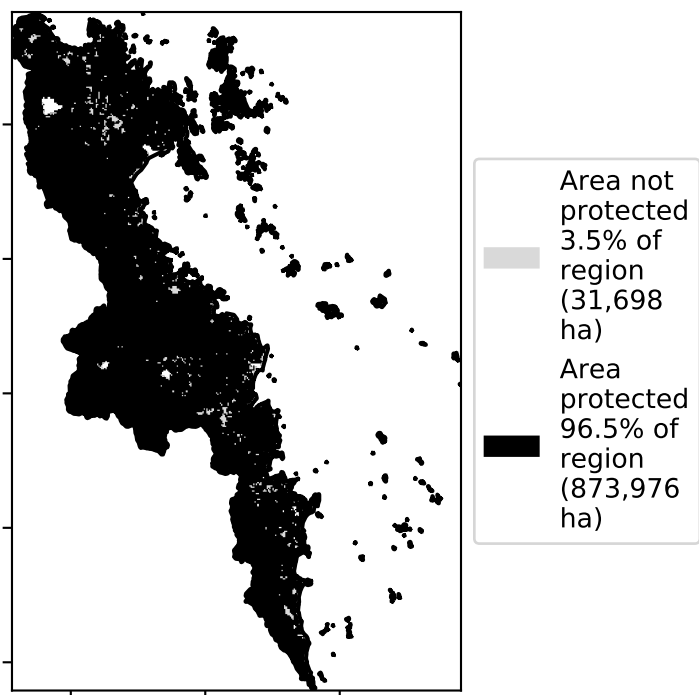 Area not
protected
3.5% of
region
(31,698
ha)
Area
protected
96.5% of
region
(873,976
ha)